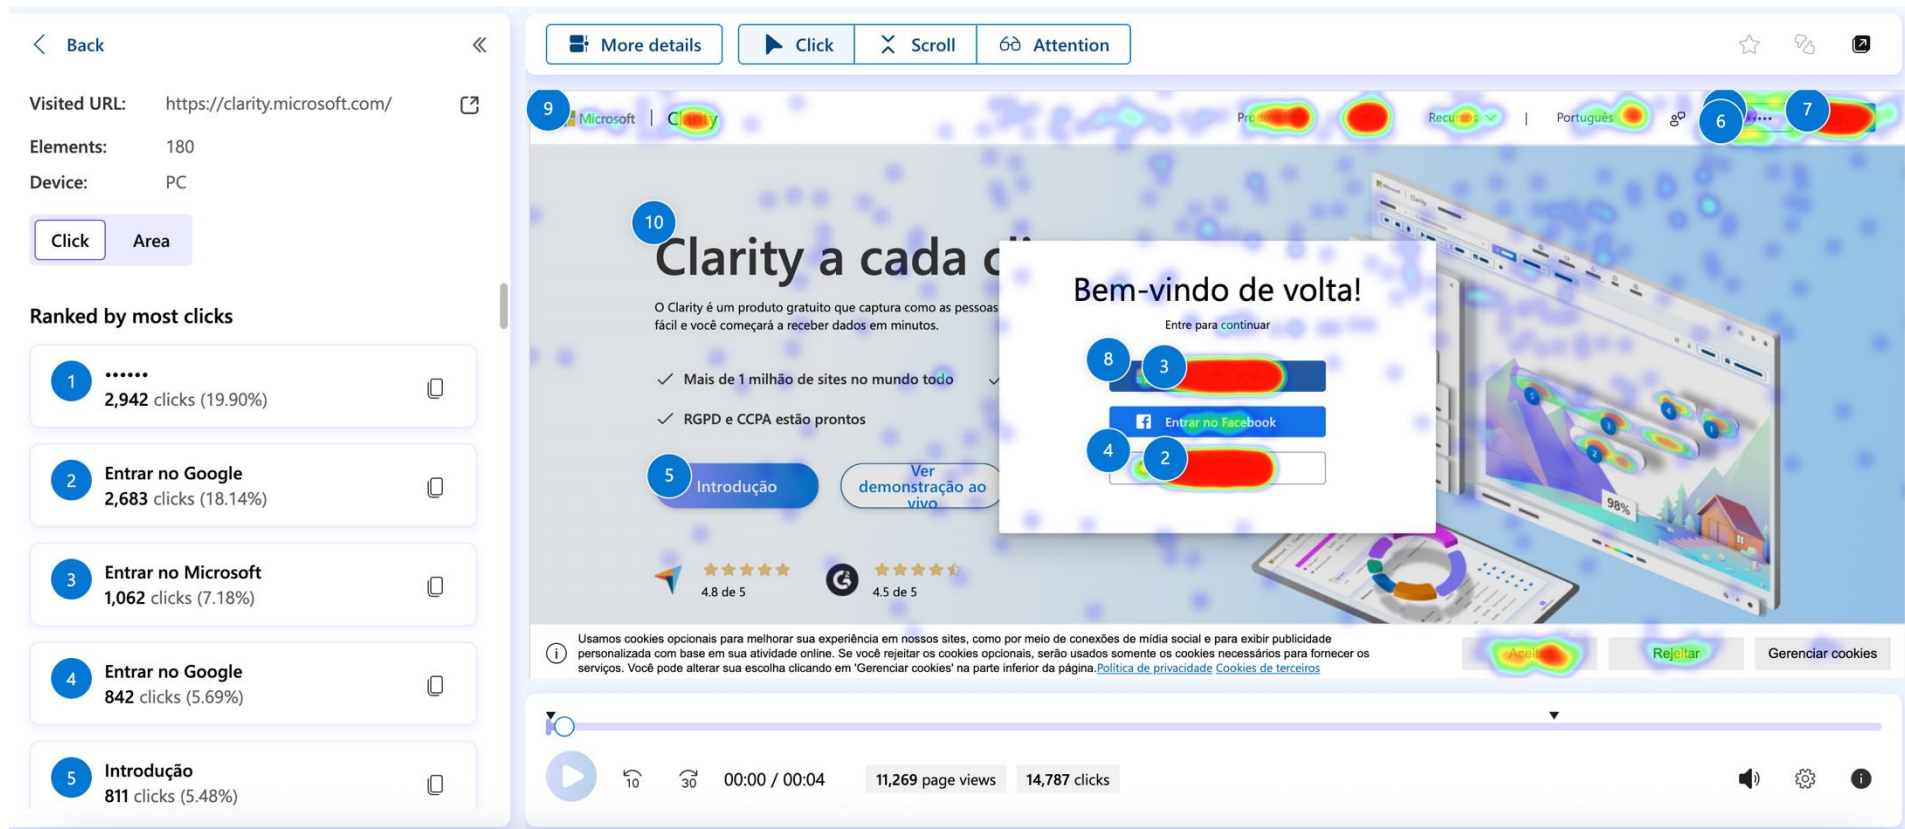 Back
Visited URL: https://clarity.microsoft.com/
Elements: 180
Device: PC
Click Area
Ranked by most clicks
1 ••••••
2,942 clicks (19.90%)
2 Entrar no Google
2,683 clicks (18.14%)
3 Entrar no Microsoft
1,062 clicks (7.18%)
4 Entrar no Google
842 clicks (5.69%)
5 Introdução
811 clicks (5.48%)
More details Click Scroll Attention
9 Microsoft | Clarity Recursos | Português 6 7
10
Clarity a cada
O Clarity é um produto gratuito que captura como as pessoas
fácil e você começará a receber dados em minutos.
Mais de 1 milhão de sites no mundo todo
RGPD e CCPA estão prontos
5 Introdução
Ver
demonstração ao
vivo
4.8 de 5
4.5 de 5
Bem-vindo de volta!
Entre para continuar
8 3
Entrar no Facebook
4 2
98%
Usamos cookies opcionais para melhorar sua experiência em nossos sites, como por meio de conexões de mídia social e para exibir publicidade
personalizada com base em sua atividade online. Se você rejeitar os cookies opcionais, serão usados somente os cookies necessários para fornecer os
serviços. Você pode alterar sua escolha clicando em 'Gerenciar cookies' na parte inferior da página.Política de privacidade Cookies de terceiros
Rejeitar Gerenciar cookies
10 30 00:00 / 00:04 11,269 page views 14,787 clicks